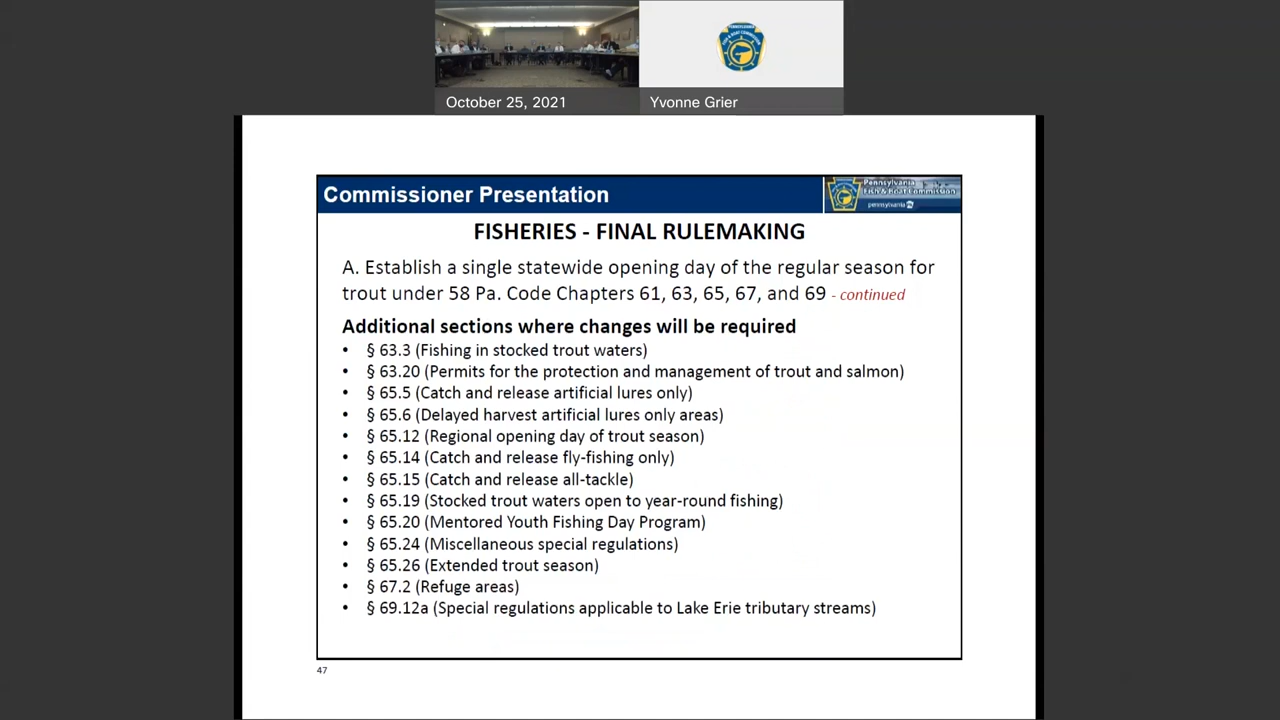 October 25, 2021
Yvonne Grier
Commissioner Presentation
Pennsylvania
Fish & Boat Commission
pennsylvania
FISHERIES - FINAL RULEMAKING
A. Establish a single statewide opening day of the regular season for
trout under 58 Pa. Code Chapters 61, 63, 65, 67, and 69 - continued
Additional sections where changes will be required
• § 63.3 (Fishing in stocked trout waters)
• § 63.20 (Permits for the protection and management of trout and salmon)
• § 65.5 (Catch and release artificial lures only)
• § 65.6 (Delayed harvest artificial lures only areas)
• § 65.12 (Regional opening day of trout season)
• § 65.14 (Catch and release fly-fishing only)
• § 65.15 (Catch and release all-tackle)
• § 65.19 (Stocked trout waters open to year-round fishing)
• § 65.20 (Mentored Youth Fishing Day Program)
• § 65.24 (Miscellaneous special regulations)
• § 65.26 (Extended trout season)
• § 67.2 (Refuge areas)
• § 69.12a (Special regulations applicable to Lake Erie tributary streams)
47